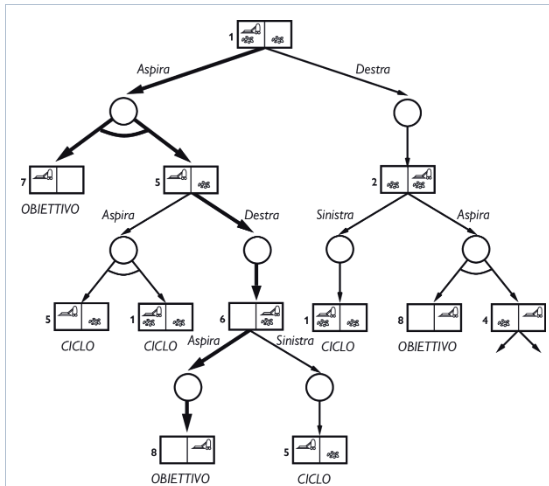 1
Aspira Destra
7 5 2
OBIETTIVO
Aspira Destra Sinistra Aspira
5 1 6 1 8 4
CICLO CICLO CICLO OBIETTIVO
Aspira Sinistra
8 5
OBIETTIVO CICLO